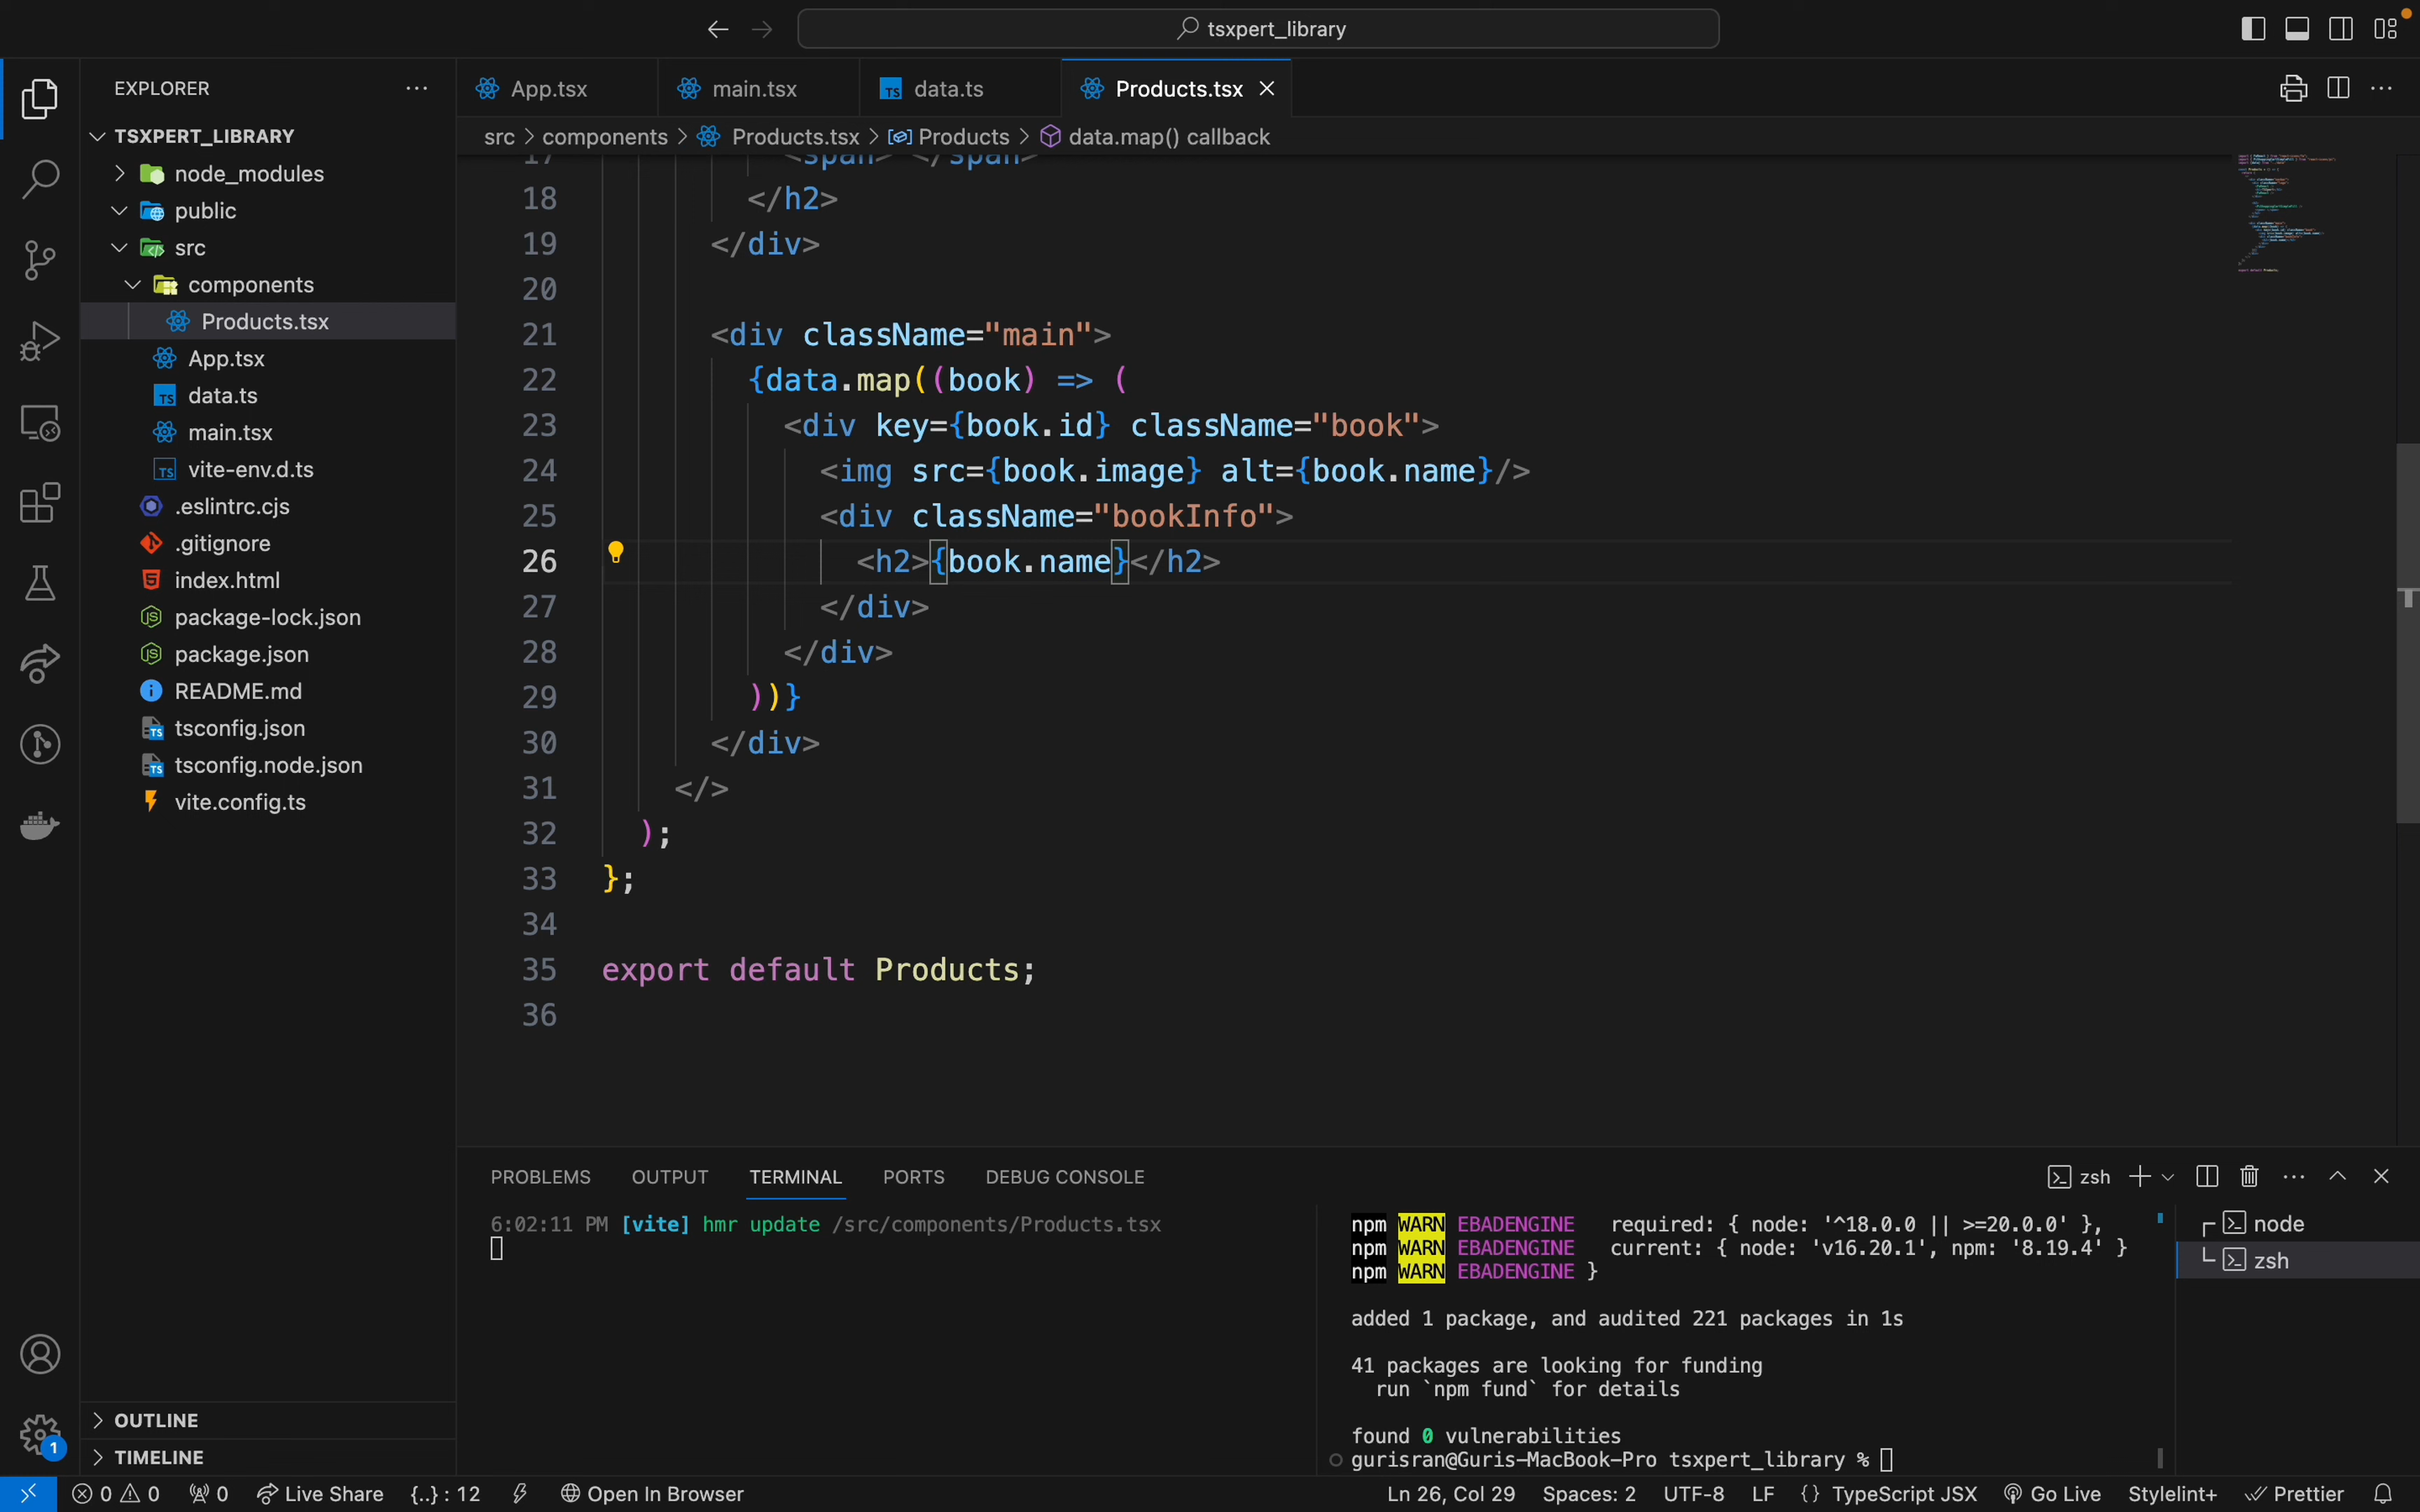 tsxpert_library
EXPLORER
App.tsx
main.tsx
TS data.ts
Products.tsx
TSXPERT_LIBRARY
src > components > Products.tsx > Products > data.map() callback
node_modules
public
src
components
Products.tsx
App.tsx
TS data.ts
main.tsx
TS vite-env.d.ts
.eslintrc.cjs
.gitignore
index.html
package-lock.json
package.json
README.md
tsconfig.json
tsconfig.node.json
vite.config.ts
OUTLINE
TIMELINE
17 <span> </span>
18 </h2>
19 </div>
20
21 <div className="main">
22 {data.map((book) => (
23 <div key={book.id} className="book">
24 <img src={book.image} alt={book.name}/>
25 <div className="bookInfo">
26 <h2>{book.name}</h2>
27 </div>
28 </div>
29 ))}
30 </div>
31 </>
32 );
33 };
34
35 export default Products;
36
PROBLEMS OUTPUT TERMINAL PORTS DEBUG CONSOLE
zsh
6:02:11 PM [vite] hmr update /src/components/Products.tsx
npm WARN EBADENGINE required: { node: '^18.0.0 || >=20.0.0' },
npm WARN EBADENGINE current: { node: 'v16.20.1', npm: '8.19.4' }
npm WARN EBADENGINE }
added 1 package, and audited 221 packages in 1s
41 packages are looking for funding
run `npm fund` for details
found 0 vulnerabilities
gurisran@Guris-MacBook-Pro tsxpert_library %
node
zsh
1
0 0 0 Live Share {..} : 12 Open In Browser
Ln 26, Col 29 Spaces: 2 UTF-8 LF {} TypeScript JSX Go Live Stylelint+ Prettier